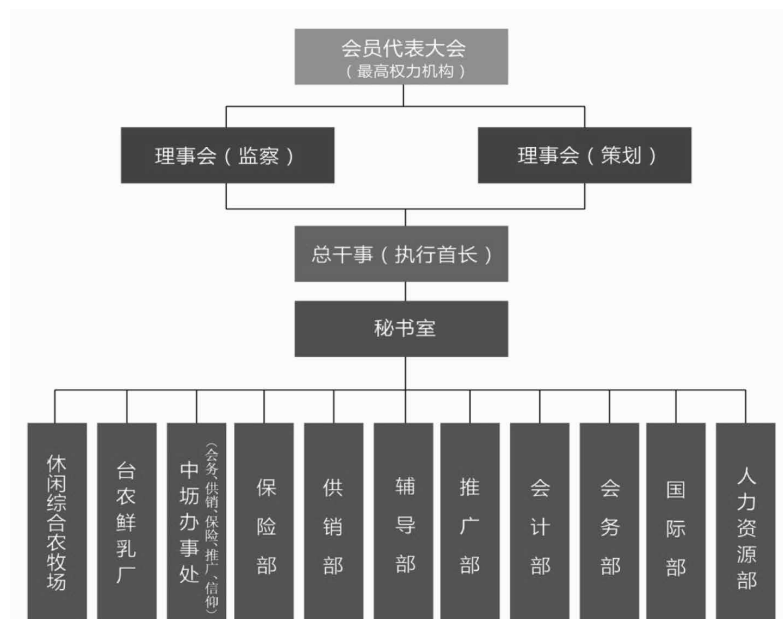 会员代表大会
（最高权力机构）
理事会（监察）
理事会（策划）
总干事（执行首长）
秘书室
休闲综合农牧场
台农鲜乳厂
中坜办事处
（会务、供销、保险、推广、信仰）
保险部
供销部
辅导部
推广部
会计部
会务部
国际部
人力资源部